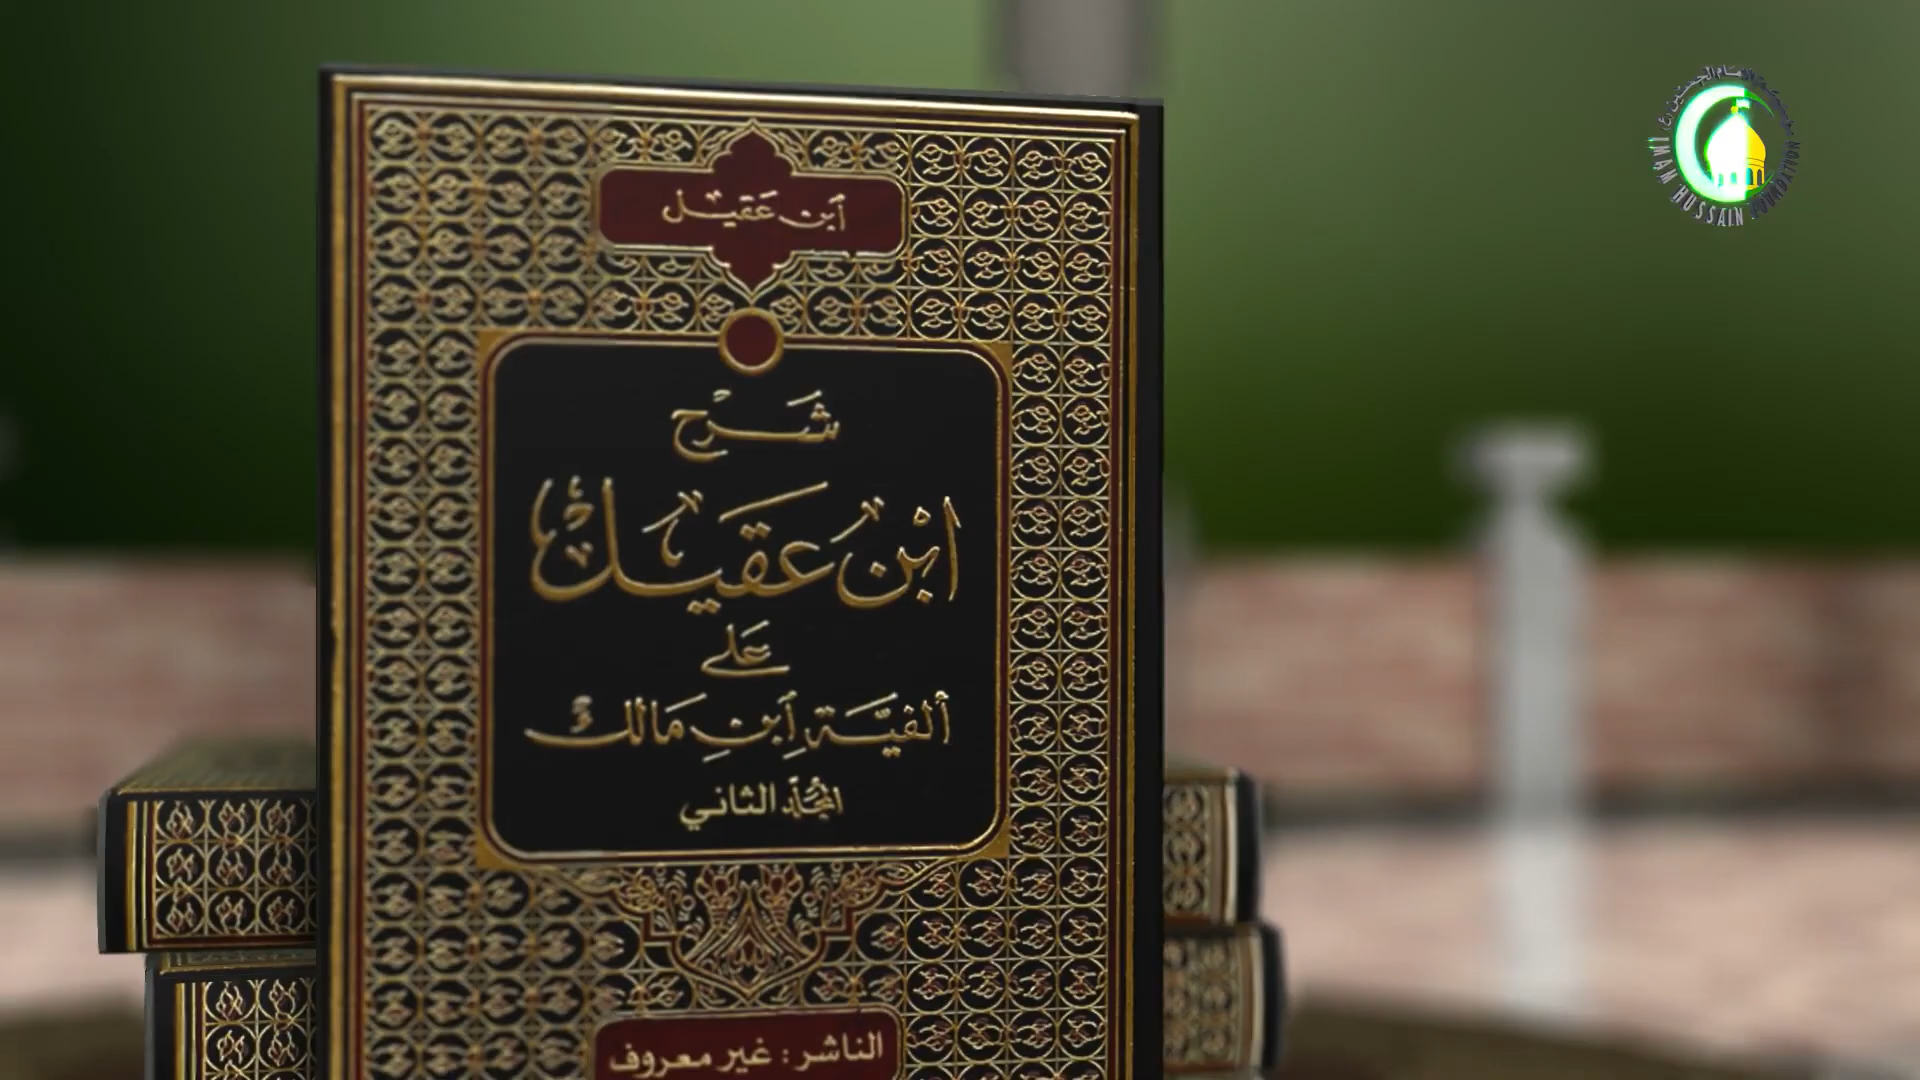 ابن عقيل
شرح
ابن عقيل
على
ألفية ابن مالك
المجلد الثاني
الناشر : غير معروف
IMAM HUSSAIN FOUNDATION